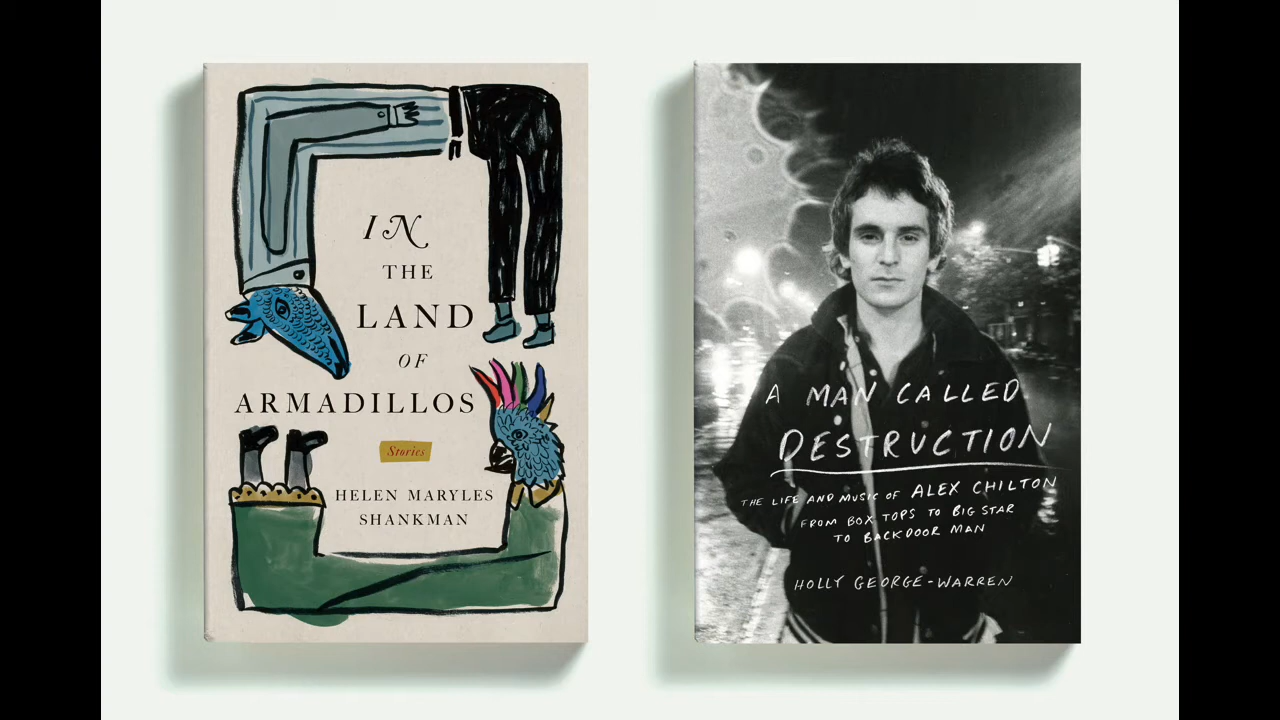 IN
THE
LAND
OF
ARMADILLOS
Stories
HELEN MARYLES
SHANKMAN
A MAN CALLED
DESTRUCTION
THE LIFE AND MUSIC OF ALEX CHILTON
FROM BOX TOPS TO BIG STAR
TO BACKDOOR MAN
HOLLY GEORGE-WARREN